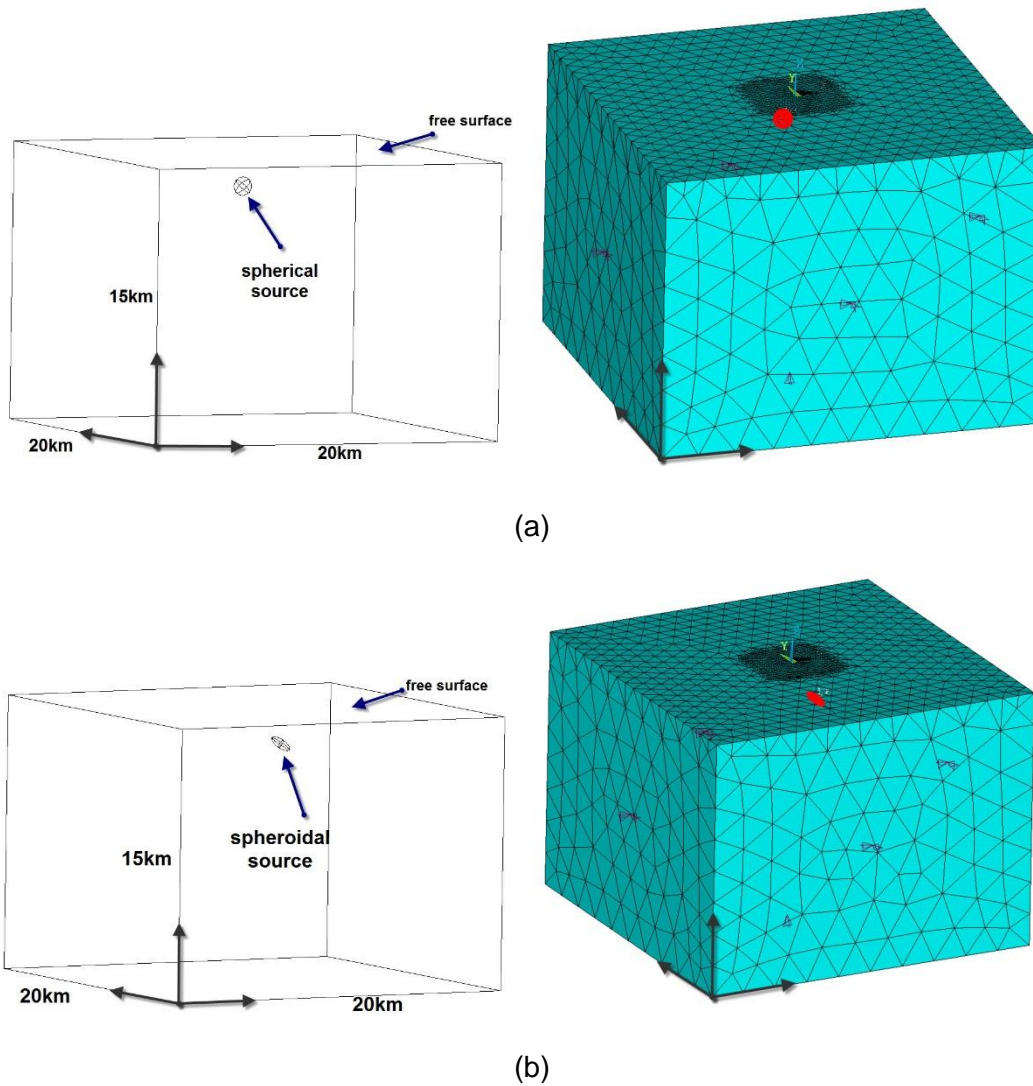 free surface
Y
spherical
source
15km
20km
20km
(a)
free surface
Y
spheroidal
source
15km
20km
20km
(b)